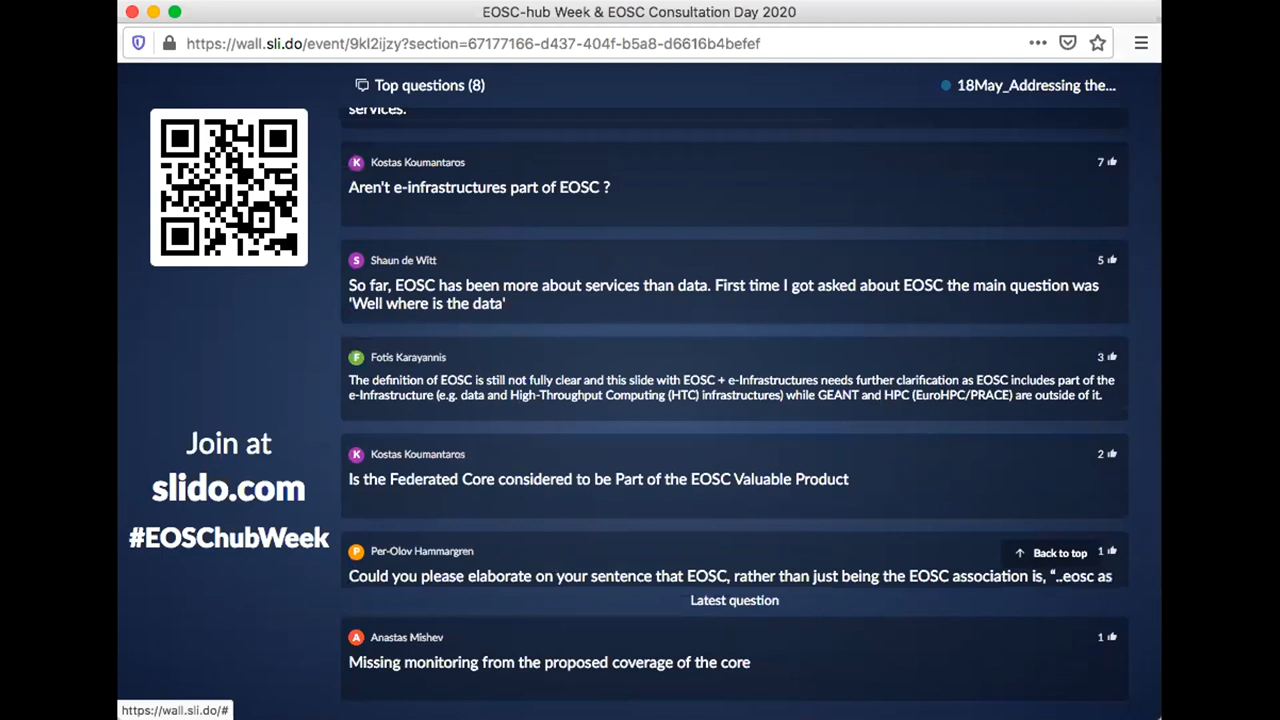 EOSC-hub Week & EOSC Consultation Day 2020
https://wall.sli.do/event/9kI2ijzy?section=67177166-d437-404f-b5a8-d6616b4befef
Top questions (8)
18May_Addressing the...
services.
K Kostas Koumantaros
7
Aren't e-infrastructures part of EOSC ?
S Shaun de Witt
5
So far, EOSC has been more about services than data. First time I got asked about EOSC the main question was
'Well where is the data'
F Fotis Karayannis
3
The definition of EOSC is still not fully clear and this slide with EOSC + e-Infrastructures needs further clarification as EOSC includes part of the
e-Infrastructure (e.g. data and High-Throughput Computing (HTC) infrastructures) while GEANT and HPC (EuroHPC/PRACE) are outside of it.
K Kostas Koumantaros
2
Is the Federated Core considered to be Part of the EOSC Valuable Product
P Per-Olov Hammargren
Back to top
1
Could you please elaborate on your sentence that EOSC, rather than just being the EOSC association is, “..eosc as
Latest question
A Anastas Mishev
1
Missing monitoring from the proposed coverage of the core
Join at
slido.com
#EOSChubWeek
https://wall.sli.do/#